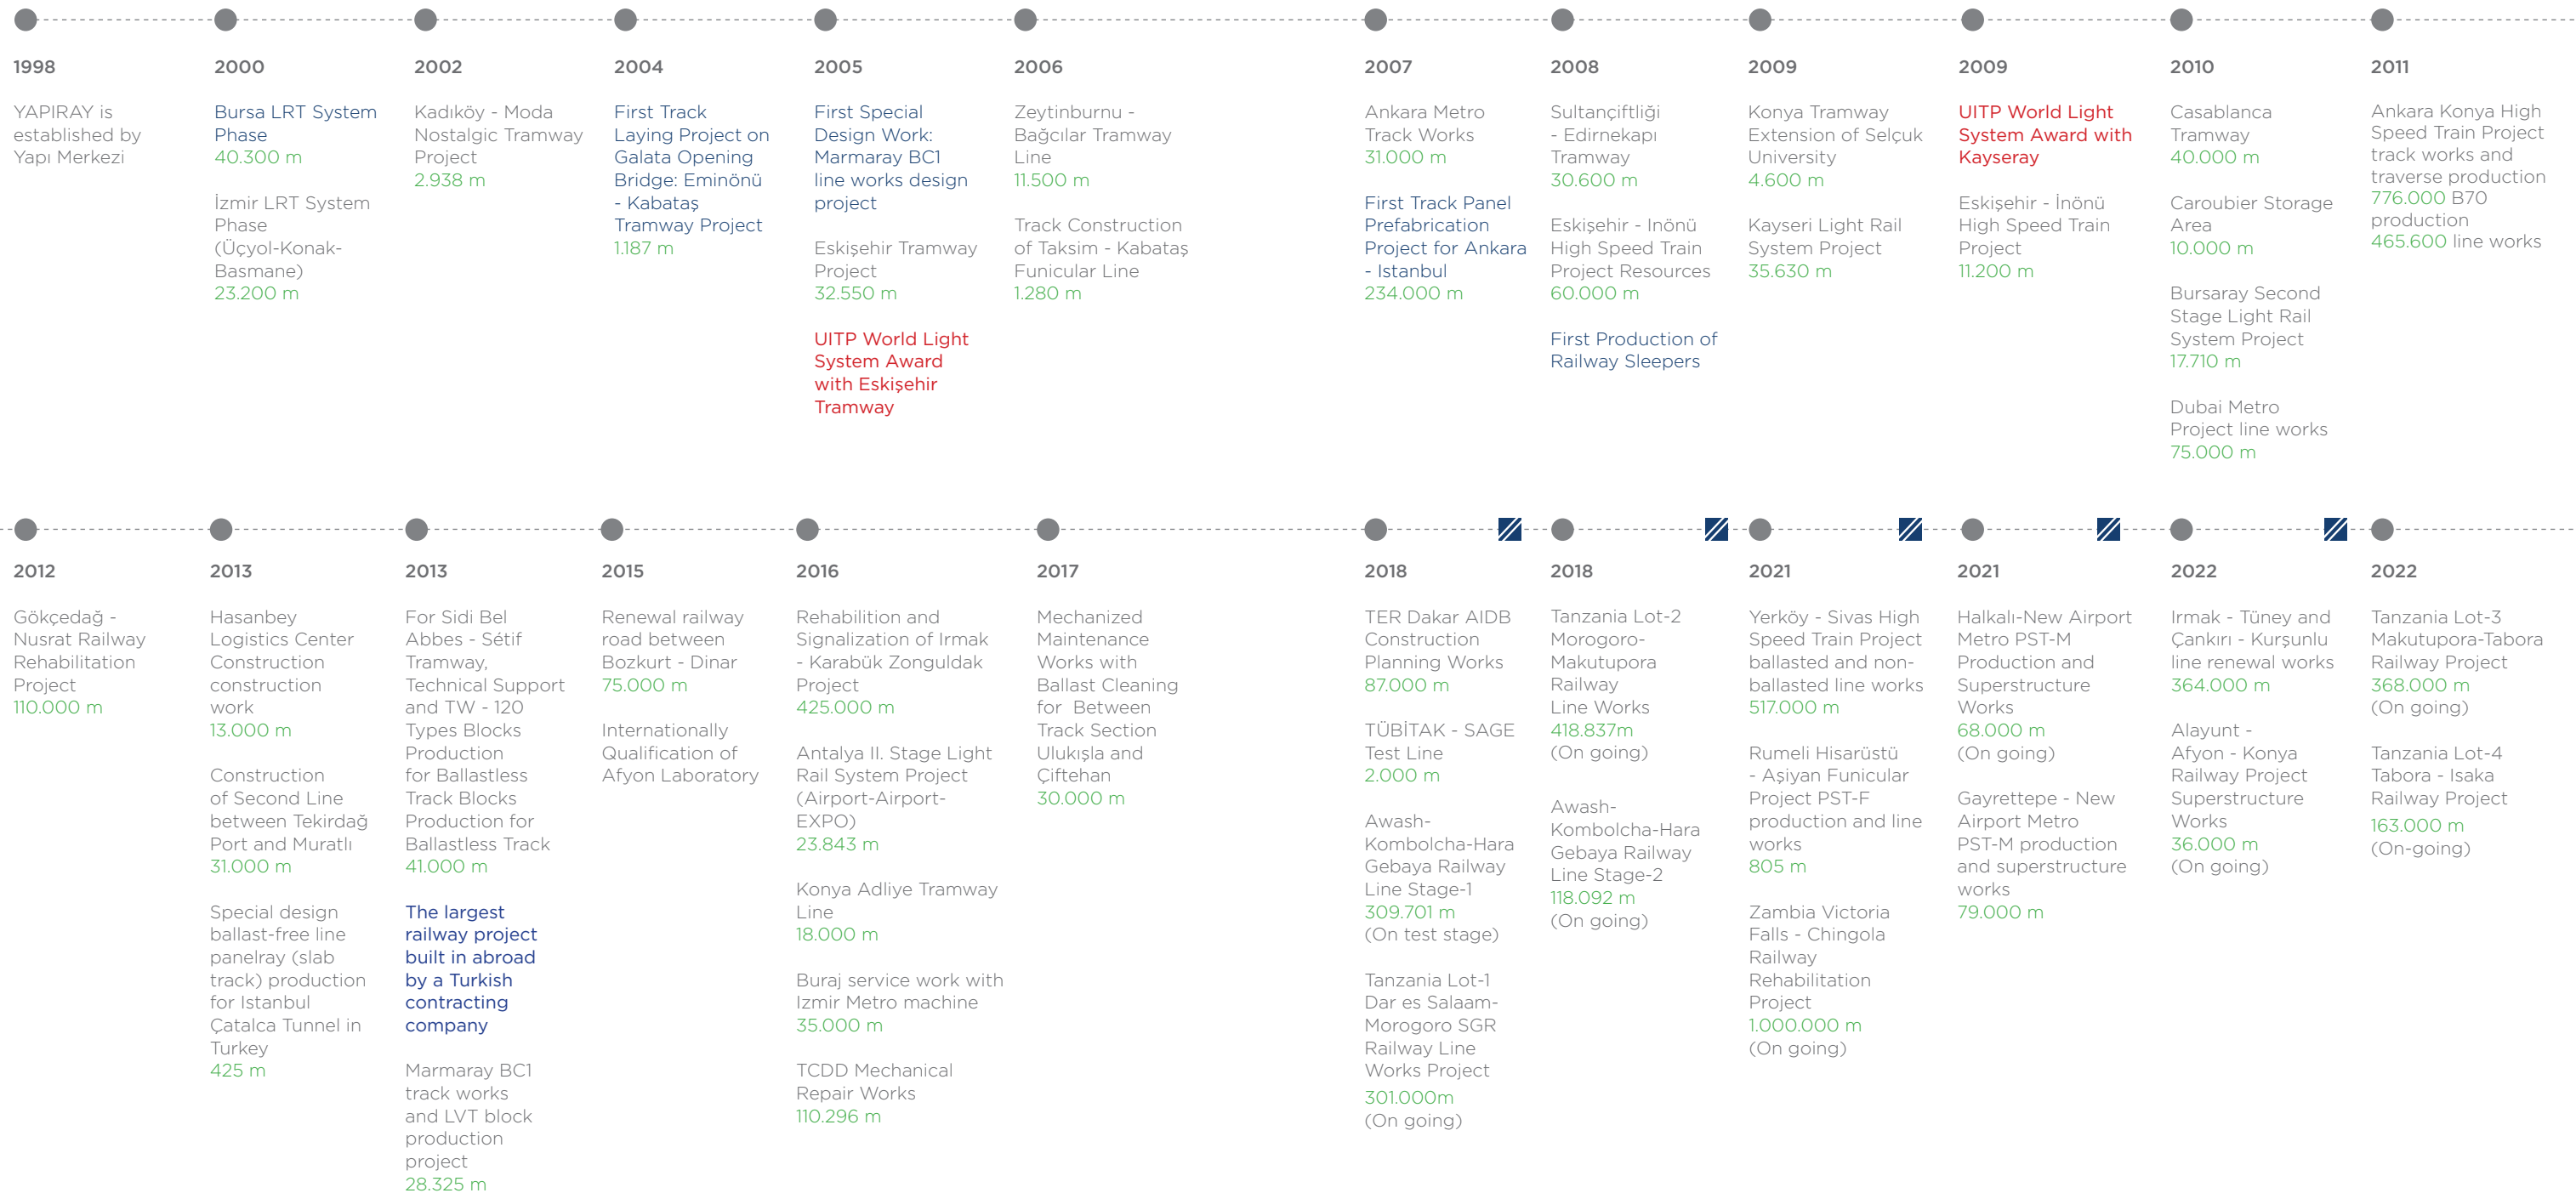 1998
YAPIRAY is
established by
Yapı Merkezi
2000
Bursa LRT System
Phase
40.300 m
İzmir LRT System
Phase
(Üçyol-Konak-
Basmane)
23.200 m
2002
Kadıköy - Moda
Nostalgic Tramway
Project
2.938 m
2004
First Track
Laying Project on
Galata Opening
Bridge: Eminönü
- Kabataş
Tramway Project
1.187 m
2005
First Special
Design Work:
Marmaray BC1
line works design
project
Eskişehir Tramway
Project
32.550 m
UITP World Light
System Award
with Eskişehir
Tramway
2006
Zeytinburnu -
Bağcılar Tramway
Line
11.500 m
Track Construction
of Taksim - Kabataş
Funicular Line
1.280 m
2007
Ankara Metro
Track Works
31.000 m
First Track Panel
Prefabrication
Project for Ankara
- Istanbul
234.000 m
2008
Sultançiftliği
- Edirnekapı
Tramway
30.600 m
Eskişehir - Inönü
High Speed Train
Project Resources
60.000 m
First Production of
Railway Sleepers
2009
Konya Tramway
Extension of Selçuk
University
4.600 m
Kayseri Light Rail
System Project
35.630 m
2009
UITP World Light
System Award with
Kayseray
Eskişehir - İnönü
High Speed Train
Project
11.200 m
2010
Casablanca
Tramway
40.000 m
Caroubier Storage
Area
10.000 m
Bursaray Second
Stage Light Rail
System Project
17.710 m
Dubai Metro
Project line works
75.000 m
2011
Ankara Konya High
Speed Train Project
track works and
traverse production
776.000 B70
production
465.600 line works
2012
Gökçedağ -
Nusrat Railway
Rehabilitation
Project
110.000 m
2013
Hasanbey
Logistics Center
Construction
construction
work
13.000 m
Construction
of Second Line
between Tekirdağ
Port and Muratlı
31.000 m
Special design
ballast-free line
panelray (slab
track) production
for Istanbul
Çatalca Tunnel in
Turkey
425 m
2013
For Sidi Bel
Abbes - Sétif
Tramway,
Technical Support
and TW - 120
Types Blocks
Production
for Ballastless
Track Blocks
Production for
Ballastless Track
41.000 m
The largest
railway project
built in abroad
by a Turkish
contracting
company
Marmaray BC1
track works
and LVT block
production
project
28.325 m
2015
Renewal railway
road between
Bozkurt - Dinar
75.000 m
Internationally
Qualification of
Afyon Laboratory
2016
Rehabilition and
Signalization of Irmak
- Karabük Zonguldak
Project
425.000 m
Antalya II. Stage Light
Rail System Project
(Airport-Airport-
EXPO)
23.843 m
Konya Adliye Tramway
Line
18.000 m
Buraj service work with
Izmir Metro machine
35.000 m
TCDD Mechanical
Repair Works
110.296 m
2017
Mechanized
Maintenance
Works with
Ballast Cleaning
for Between
Track Section
Ulukışla and
Çiftehan
30.000 m
2018
TER Dakar AIDB
Construction
Planning Works
87.000 m
TÜBİTAK - SAGE
Test Line
2.000 m
Awash-
Kombolcha-Hara
Gebaya Railway
Line Stage-1
309.701 m
(On test stage)
Tanzania Lot-1
Dar es Salaam-
Morogoro SGR
Railway Line
Works Project
301.000m
(On going)
2018
Tanzania Lot-2
Morogoro-
Makutupora
Railway
Line Works
418.837m
(On going)
Awash-
Kombolcha-Hara
Gebaya Railway
Line Stage-2
118.092 m
(On going)
2021
Yerköy - Sivas High
Speed Train Project
ballasted and non-
ballasted line works
517.000 m
Rumeli Hisarüstü
- Aşiyan Funicular
Project PST-F
production and line
works
805 m
Zambia Victoria
Falls - Chingola
Railway
Rehabilitation
Project
1.000.000 m
(On going)
2021
Halkalı-New Airport
Metro PST-M
Production and
Superstructure
Works
68.000 m
(On going)
Gayrettepe - New
Airport Metro
PST-M production
and superstructure
works
79.000 m
2022
Irmak - Tüney and
Çankırı - Kurşunlu
line renewal works
364.000 m
Alayunt -
Afyon - Konya
Railway Project
Superstructure
Works
36.000 m
(On going)
2022
Tanzania Lot-3
Makutupora-Tabora
Railway Project
368.000 m
(On going)
Tanzania Lot-4
Tabora - Isaka
Railway Project
163.000 m
(On-going)